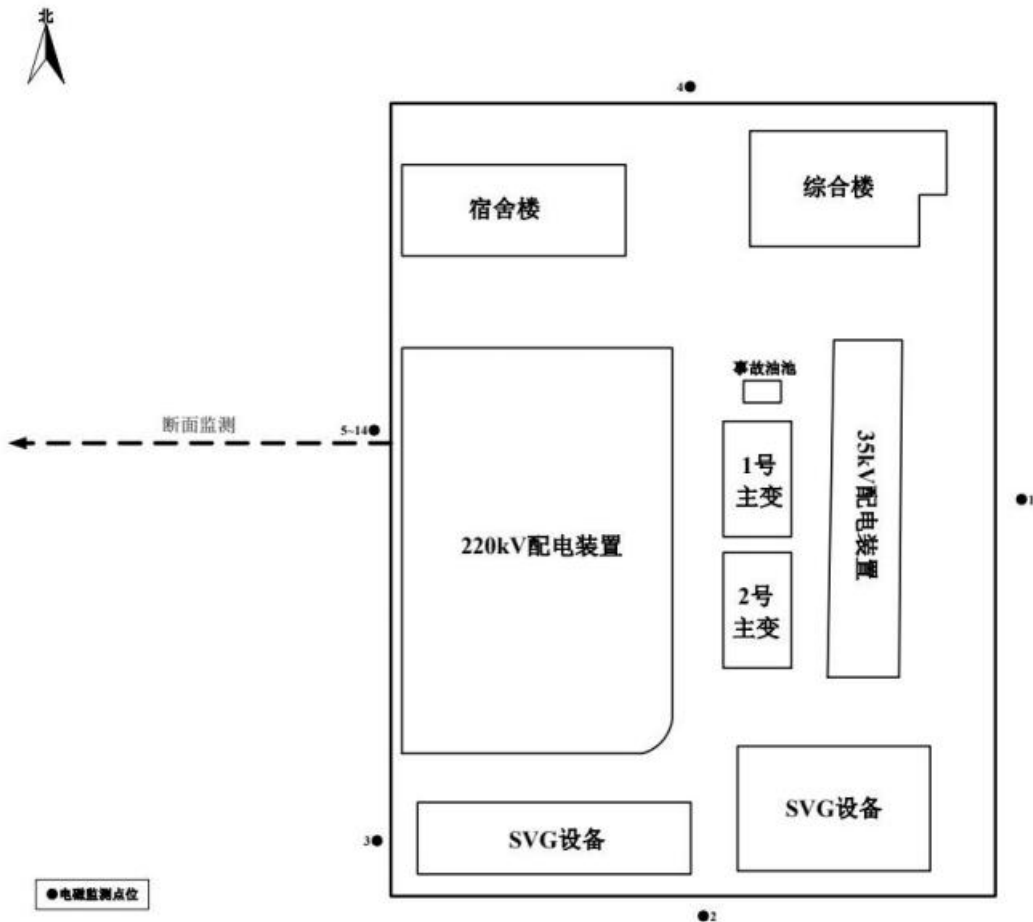 北
4
宿舍楼
综合楼
事故油池
断面监测
5~14
1号
主变
35kV配电装置
1
220kV配电装置
2号
主变
SVG设备
SVG设备
3
电磁监测点位
2